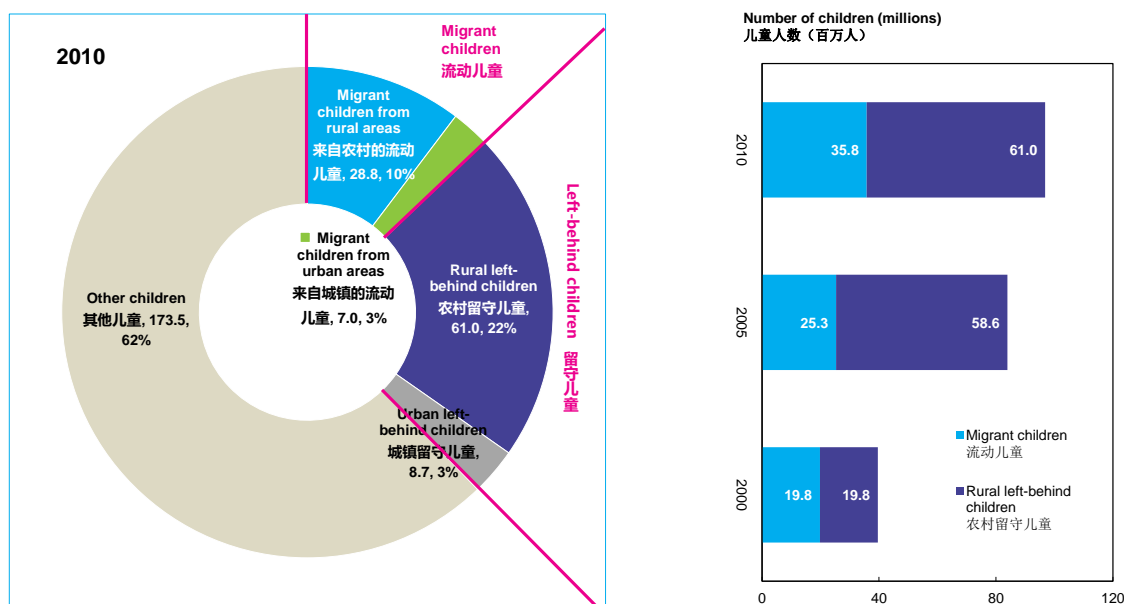 2010
Migrant
children
流动儿童
Migrant
children from
rural areas
来自农村的流动
儿童, 28.8, 10%
Migrant
children from
urban areas
来自城镇的流动
儿童, 7.0, 3%
Rural left-
behind children
农村留守儿童,
61.0, 22%
Left-behind children 留守儿童
Other children
其他儿童, 173.5,
62%
Urban left-
behind children
城镇留守儿童,
8.7, 3%
Number of children (millions)
儿童人数（百万人）
2010
35.8
61.0
2005
25.3
58.6
2000
19.8
19.8
Migrant children
流动儿童
Rural left-behind
children
农村留守儿童
0
40
80
120